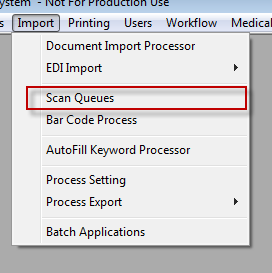 ystem - Not For Production Use
s Import Printing Users Workflow Medical
Document Import Processor
EDI Import
Scan Queues
Bar Code Process
AutoFill Keyword Processor
Process Setting
Process Export
Batch Applications